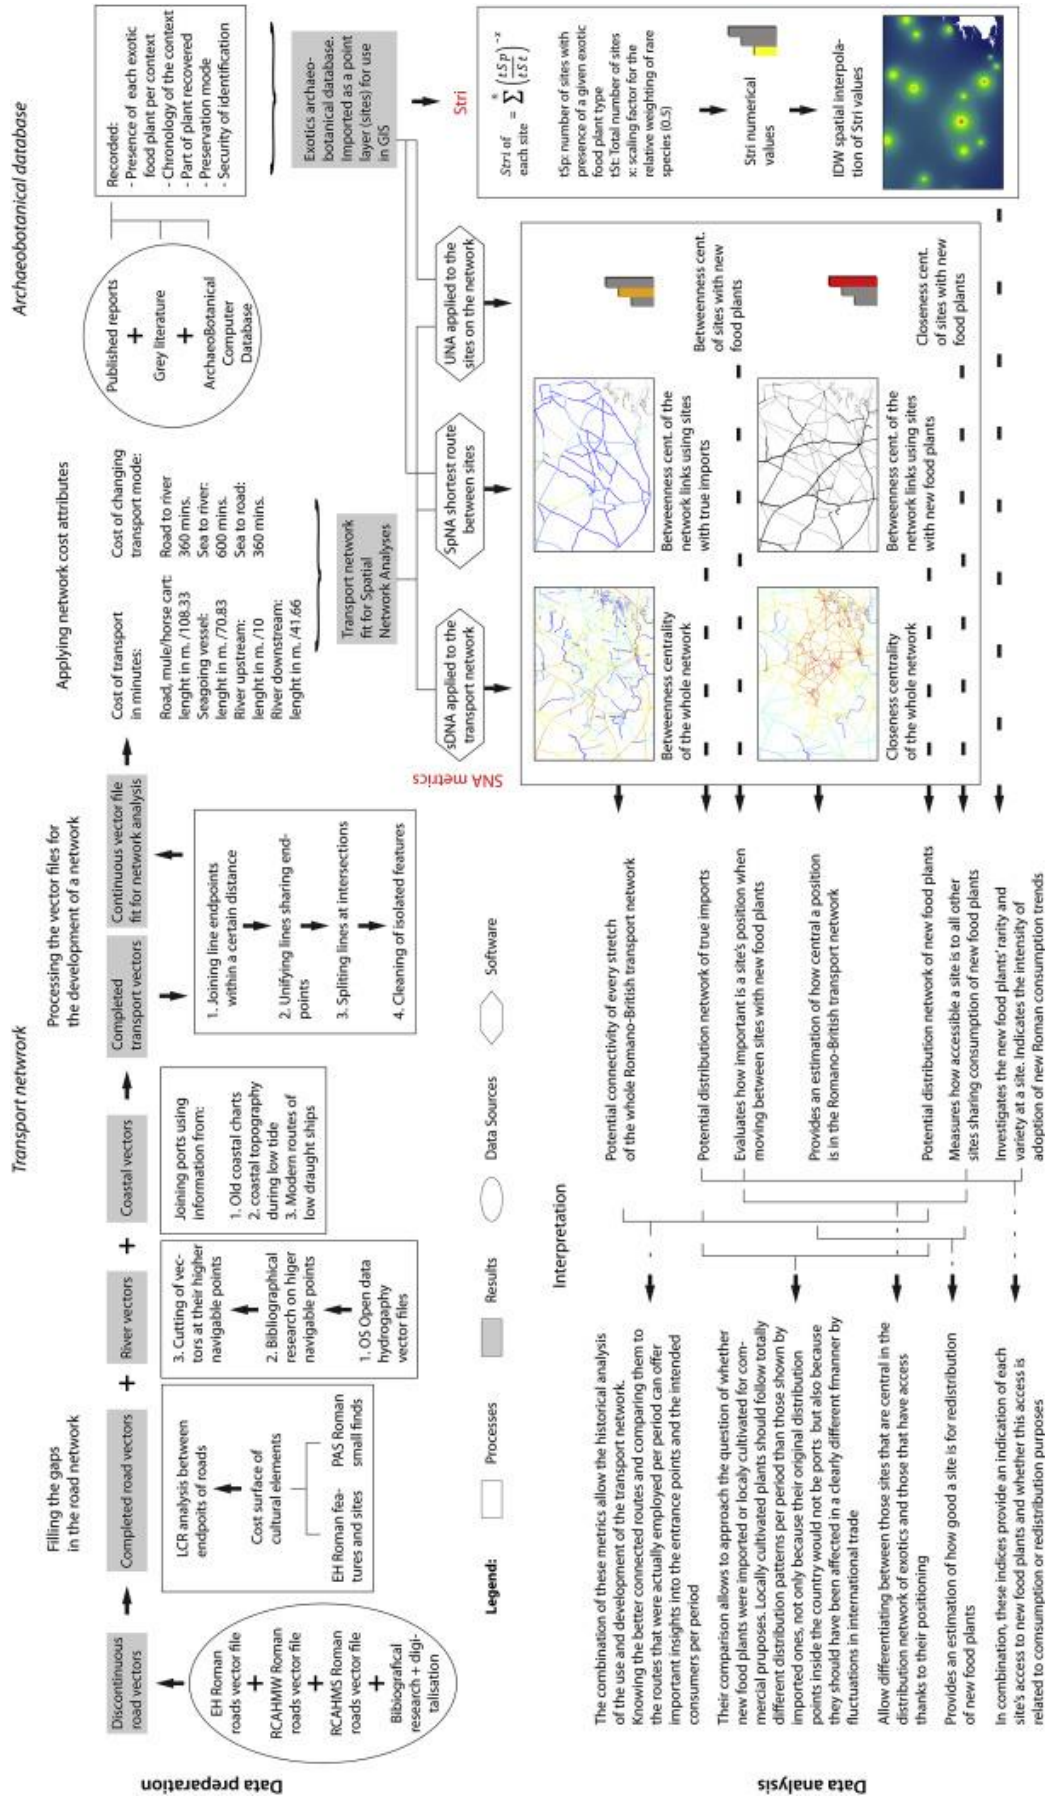 Transport network
Archaeobotanical database
Data preparation
Filling the gaps
in the road network
Processing the vector files for
the development of a network
Applying network cost attributes
Discontinuous
road vectors
Completed road vectors
+
River vectors
+
Coastal vectors
Completed
transport vectors
Continuous vector file
fit for network analysis
EH Roman
roads vector file
+
RCAHMW Roman
roads vector file
+
RCAHMS Roman
roads vector file
+
Bibiografical
research + digi-
talisation
LCR analysis between
endpoits of roads
Cost surface of
cultural elements
EH Roman fea-
tures and sites
PAS Roman
small finds
3. Cutting of vec-
tors at their higher
navigable points
2. Bibliographical
research on higer
navigable points
1. OS Open data
hydrogaphy
vector files
Joining ports using
information from:
1. Old coastal charts
2. coastal topography
during low tide
3. Modern routes of
low draught ships
1. Joining line endpoints
within a certain distance
2. Unifying lines sharing end-
points
3. Spliting lines at intersections
4. Cleaning of isolated features
Cost of transport
in minutes:
Road, mule/horse cart:
lenght in m. /108.33
Seagoing vessel:
lenght in m. /70.83
River upstream:
lenght in m. /10
River downstream:
lenght in m. /41.66
Cost of changing
transport mode:
Road to river
360 mins.
Sea to river:
600 mins.
Sea to road:
360 mins.
Published reports
+
Grey literature
+
ArchaeoBotanical
Computer
Database
Recorded:
- Presence of each exotic
food plant per context
- Chronology of the context
- Part of plant recovered
- Preservation mode
- Security of identification
Legend:
Processes
Results
Data Sources
Software
Transport network
fit for Spatial
Network Analyses
Exotics archaeo-
botanical database.
Imported as a point
layer (sites) for use
in GIS
SNA metrics
sDNA applied to the
transport network
SpNA shortest route
between sites
UNA applied to the
sites on the network
Stri
Stri of
each site
= Σ (tSp/tSt)^-x
tSp: number of sites with
presence of a given exotic
food plant type
tSt: Total number of sites
x: scaling factor for the
relative weighting of rare
species (0.5)
Stri numerical
values
IDW spatial interpola-
tion of Stri values
Betweenness centrality
of the whole network
Betweenness cent. of the
network links using sites
with true imports
Betweenness cent.
of sites with new
food plants
Closeness centrality
of the whole network
Betweenness cent. of the
network links using sites
with new food plants
Closeness cent.
of sites with new
food plants
Data analysis
Interpretation
Potential connectivity of every stretch
of the whole Romano-British transport network
Potential distribution network of true imports
Evaluates how important is a site's position when
moving between sites with new food plants
Provides an estimation of how central a position
is in the Romano-British transport network
Potential distribution network of new food plants
Measures how accessible a site is to all other
sites sharing consumption of new food plants
Investigates the new food plants' rarity and
variety at a site. Indicates the intensity of
adoption of new Roman consumption trends
The combination of these metrics allow the historical analysis
of the use and development of the transport network.
Knowing the better connected routes and comparing them to
the routes that were actually employed per period can offer
important insights into the entrance points and the intended
consumers per period
Their comparison allows to approach the question of whether
new food plants were imported or localy cultivated for com-
mercial pruposes. Locally cultivated plants should follow totally
different distribution patterns per period than those shown by
imported ones, not only because their original distribution
points inside the country would not be ports but also because
they should have been affected in a clearly different fmanner by
fluctuations in international trade
Allow differentiating between those sites that are central in the
distribution network of exotics and those that have access
thanks to their positioning
Provides an estimation of how good a site is for redistribution
of new food plants
In combination, these indices provide an indication of each
site's access to new food plants and whether this access is
related to consumption or redistribution purposes